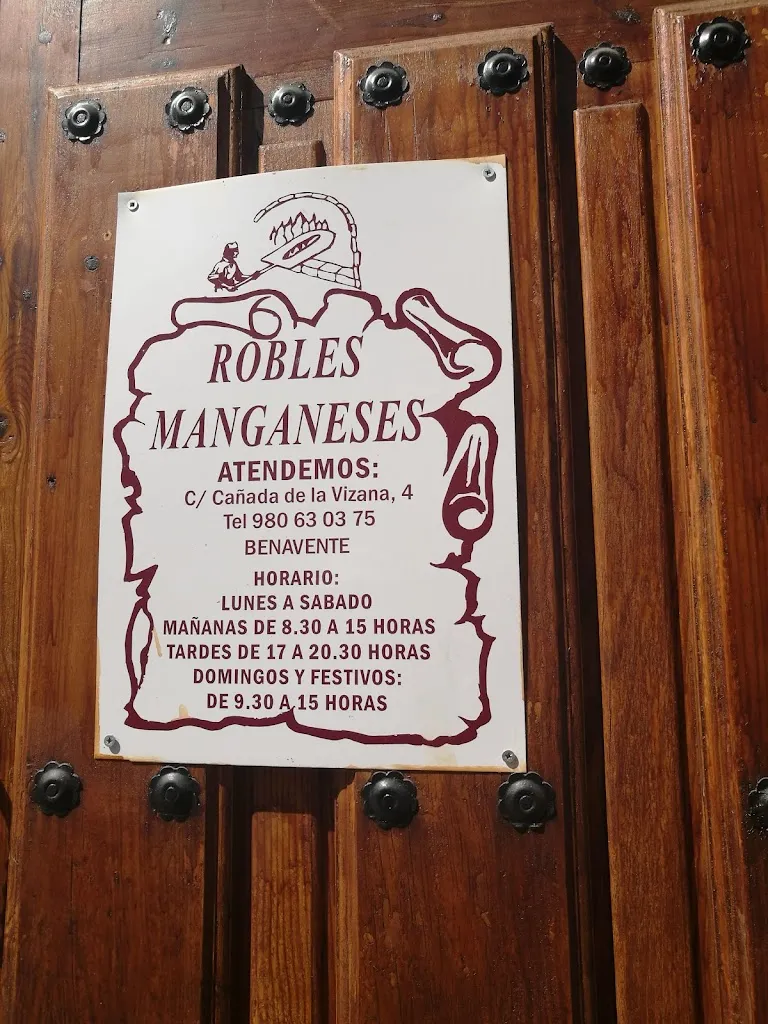 ROBLES
MANGANESES
ATENDEMOS:
C/ Cañada de la Vizana, 4
Tel 980 63 03 75
BENAVENTE
HORARIO:
LUNES A SABADO
MAÑANAS DE 8.30 A 15 HORAS
TARDES DE 17 A 20.30 HORAS
DOMINGOS Y FESTIVOS:
DE 9.30 A 15 HORAS